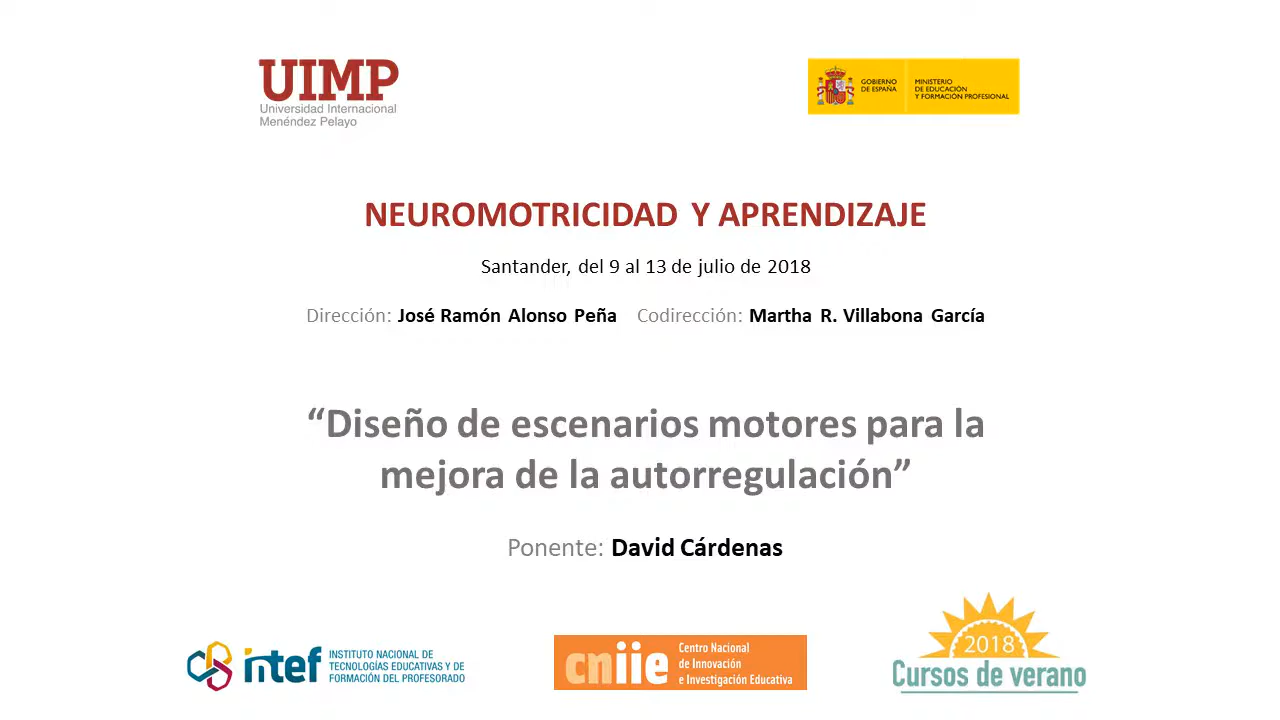 UIMP
Universidad Internacional
Menéndez Pelayo
GOBIERNO
DE ESPAÑA
MINISTERIO
DE EDUCACIÓN
Y FORMACIÓN PROFESIONAL
NEUROMOTRICIDAD Y APRENDIZAJE
Santander, del 9 al 13 de julio de 2018
Dirección: José Ramón Alonso Peña Codirección: Martha R. Villabona García
“Diseño de escenarios motores para la
mejora de la autorregulación”
Ponente: David Cárdenas
intef
INSTITUTO NACIONAL DE
TECNOLOGÍAS EDUCATIVAS Y DE
FORMACIÓN DEL PROFESORADO
cniie
Centro Nacional
de Innovación
e Investigación Educativa
2018
Cursos de verano